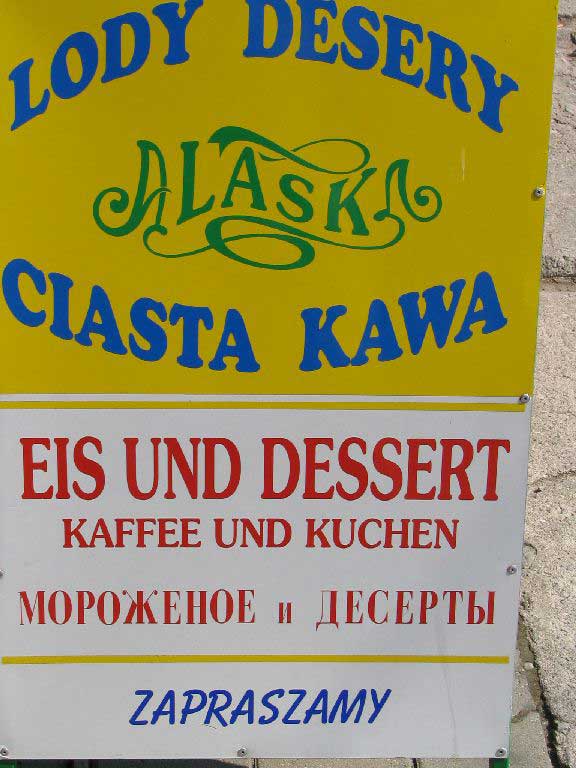 LODY DESERY
ALASKA
CIASTA KAWA
EIS UND DESSERT
KAFFEE UND KUCHEN
МОРОЖЕНОЕ и ДЕСЕРТЫ
ZAPRASZAMY